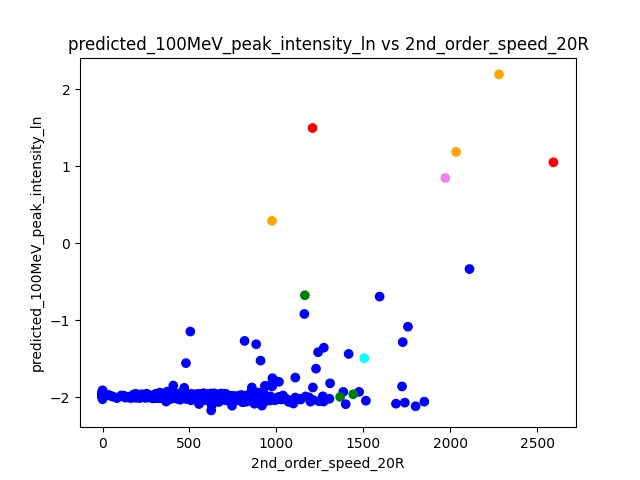 predicted_100MeV_peak_intensity_ln vs 2nd_order_speed_20R
predicted_100MeV_peak_intensity_ln
2
1
0
−1
−2
0 500 1000 1500 2000 2500
2nd_order_speed_20R